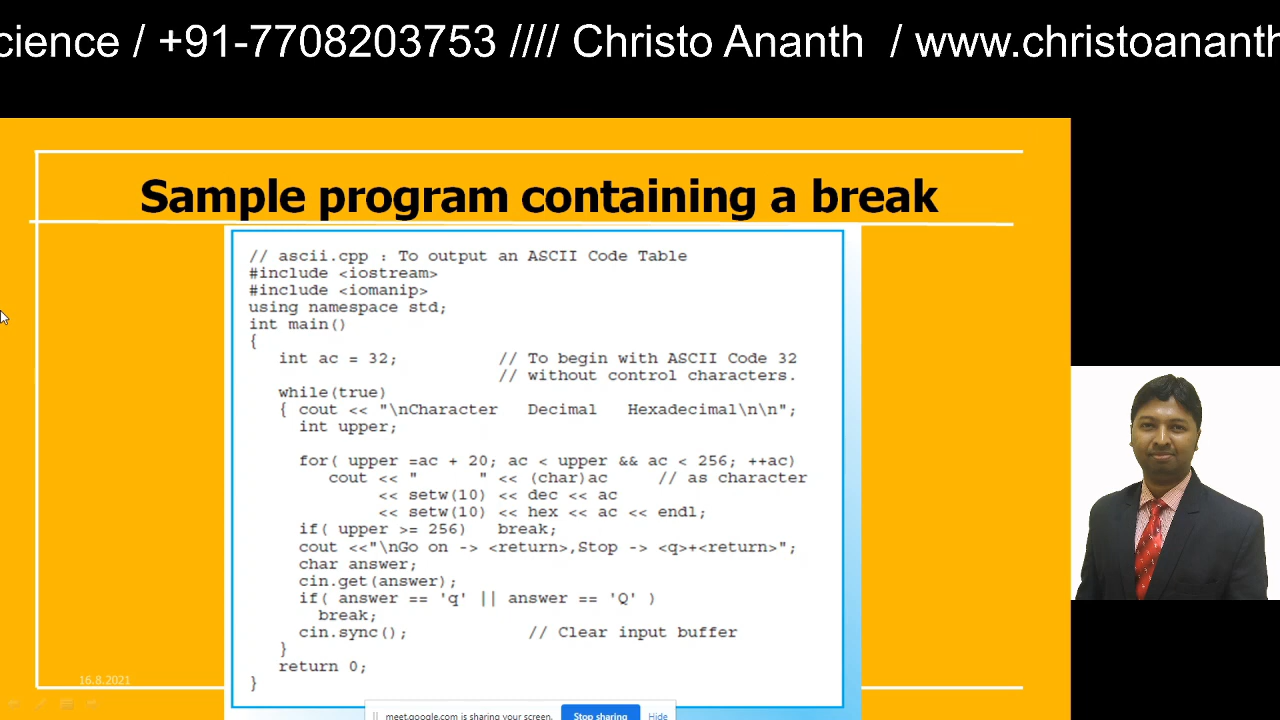 cience / +91-7708203753 //// Christo Ananth / www.christoananth
Sample program containing a break
// ascii.cpp : To output an ASCII Code Table
#include <iostream>
#include <iomanip>
using namespace std;
int main()
{
int ac = 32; // To begin with ASCII Code 32
// without control characters.
while(true)
{ cout << "\nCharacter Decimal Hexadecimal\n\n";
int upper;
for( upper =ac + 20; ac < upper && ac < 256; ++ac)
cout << " " << (char)ac // as character
<< setw(10) << dec << ac
<< setw(10) << hex << ac << endl;
if( upper >= 256) break;
cout <<"\nGo on -> <return>,Stop -> <q>+<return>";
char answer;
cin.get(answer);
if( answer == 'q' || answer == 'Q' )
break;
cin.sync(); // Clear input buffer
}
return 0;
}
16.8.2021
meet.google.com is sharing your screen. Stop sharing Hide